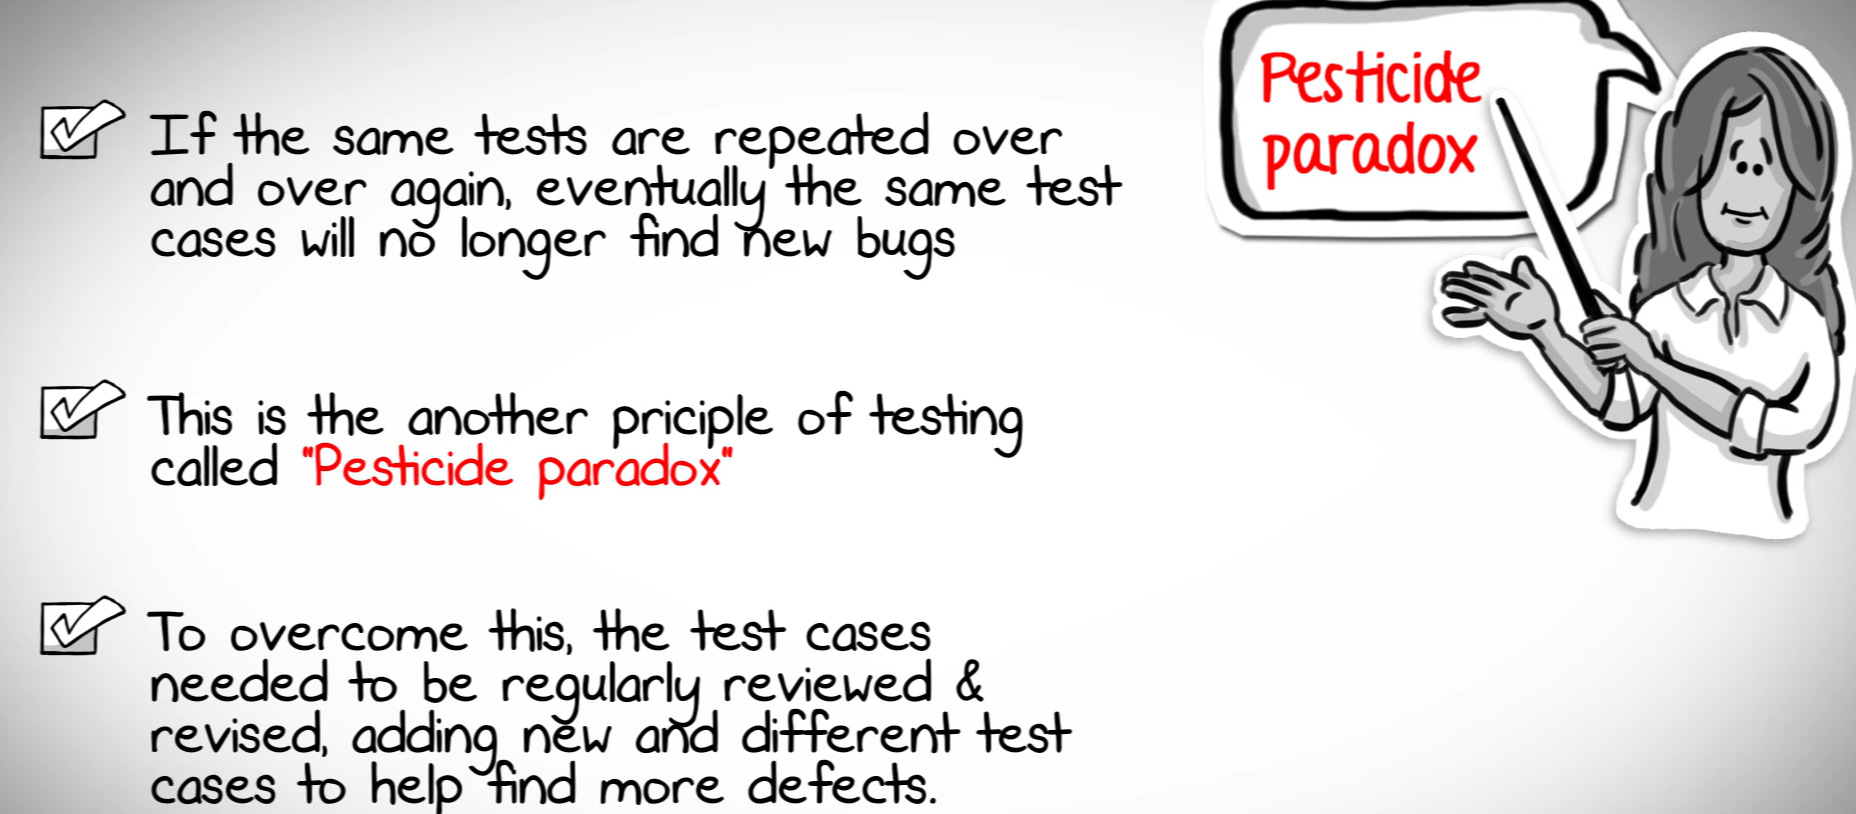 Pesticide
paradox
If the same tests are repeated over
and over again, eventually the same test
cases will no longer find new bugs
This is the another priciple of testing
called "Pesticide paradox"
To overcome this, the test cases
needed to be regularly reviewed &
revised, adding new and different test
cases to help find more defects.